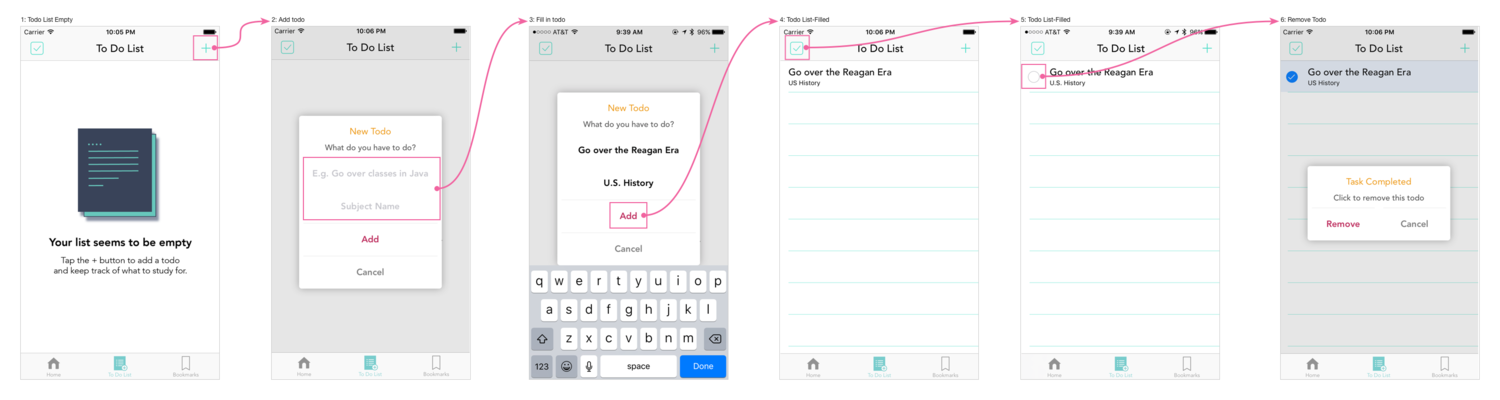 1: Todo List Empty
Carrier 10:05 PM
To Do List
....
Your list seems to be empty
Tap the + button to add a todo
and keep track of what to study for.
Home To Do List Bookmarks
2: Add todo
Carrier 10:06 PM
To Do List
New Todo
What do you have to do?
E.g. Go over classes in Java
Subject Name
Add
Cancel
Home To Do List Bookmarks
3: Fill in todo
AT&T 9:39 AM 96%
To Do List
New Todo
What do you have to do?
Go over the Reagan Era
U.S. History
Add
Cancel
q w e r t y u i o p
a s d f g h j k l
z x c v b n m
123 space Done
4: Todo List-Filled
Carrier 10:06 PM
To Do List
Go over the Reagan Era
US History
Home To Do List Bookmarks
5: Todo List-Filled
AT&T 9:39 AM 96%
To Do List
Go over the Reagan Era
U.S. History
Home To Do List Bookmarks
6: Remove Todo
Carrier 10:06 PM
To Do List
Go over the Reagan Era
US History
Task Completed
Click to remove this todo
Remove Cancel
Home To Do List Bookmarks